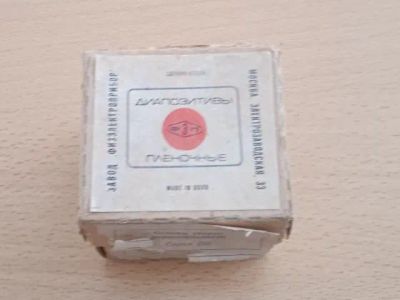 ДИАПОЗИТИВЫ
ПЛЕНОЧНЫЕ
MADE IN USSR
ЗАВОД „ФИЗЭЛЕКТРОПРИБОР"
МОСКВА ЭЛЕКТРОЗАВОДСКАЯ, 33